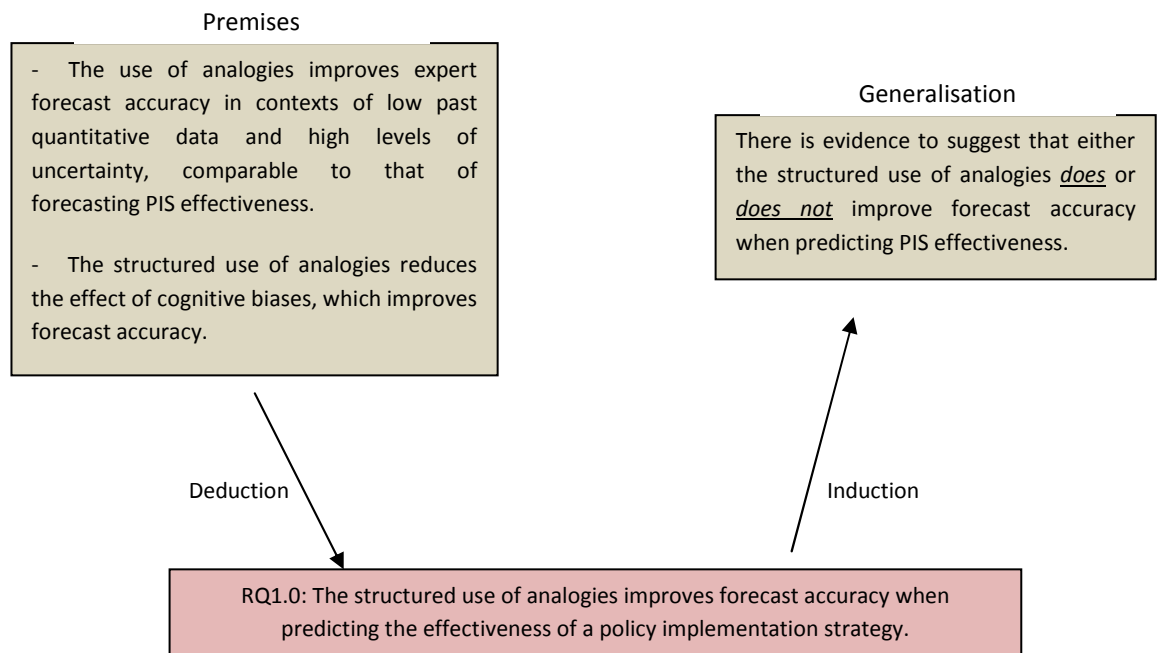 Premises
- The use of analogies improves expert
forecast accuracy in contexts of low past
quantitative data and high levels of
uncertainty, comparable to that of
forecasting PIS effectiveness.
- The structured use of analogies reduces
the effect of cognitive biases, which improves
forecast accuracy.
Generalisation
There is evidence to suggest that either
the structured use of analogies does or
does not improve forecast accuracy
when predicting PIS effectiveness.
Deduction
Induction
RQ1.0: The structured use of analogies improves forecast accuracy when
predicting the effectiveness of a policy implementation strategy.